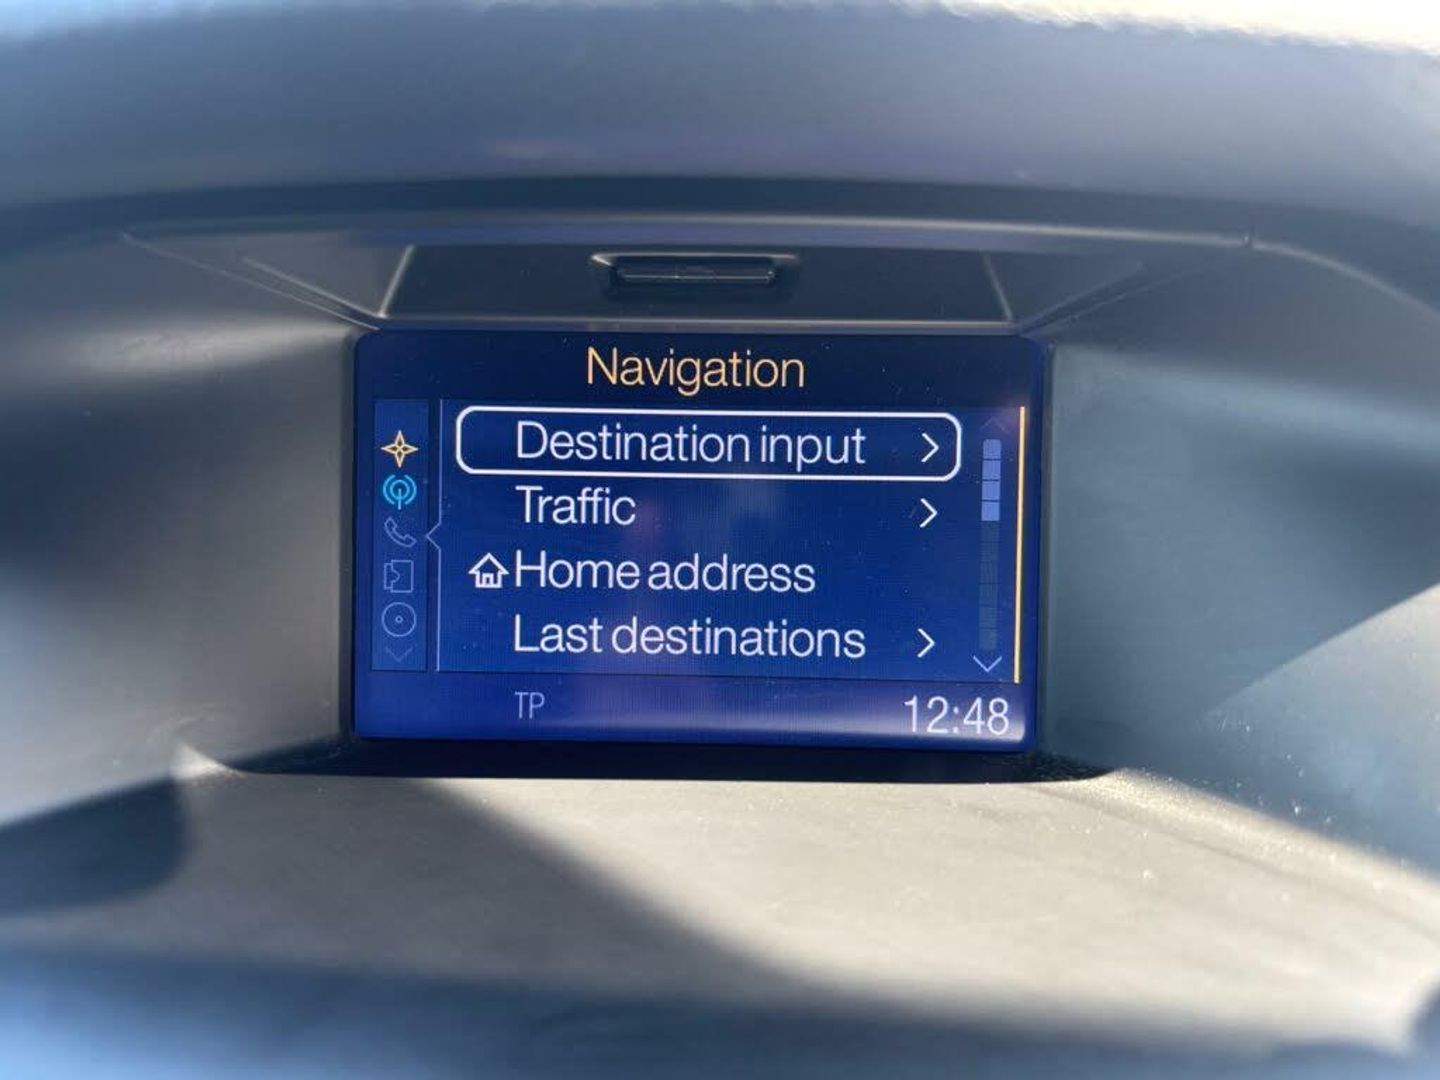 Navigation
Destination input
Traffic
Home address
Last destinations
TP
12:48